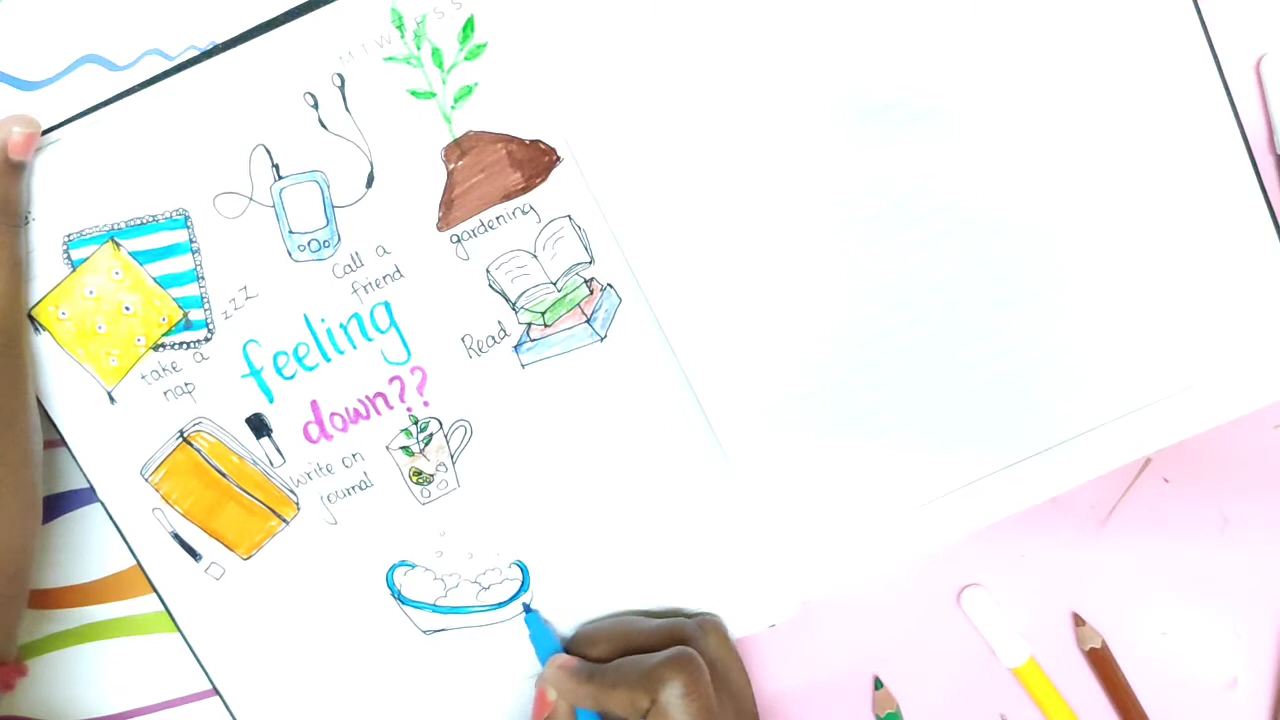 M T W T F S S
gardening
call a
friend
zzz
Read
take a
nap
feeling
down??
write on
journal